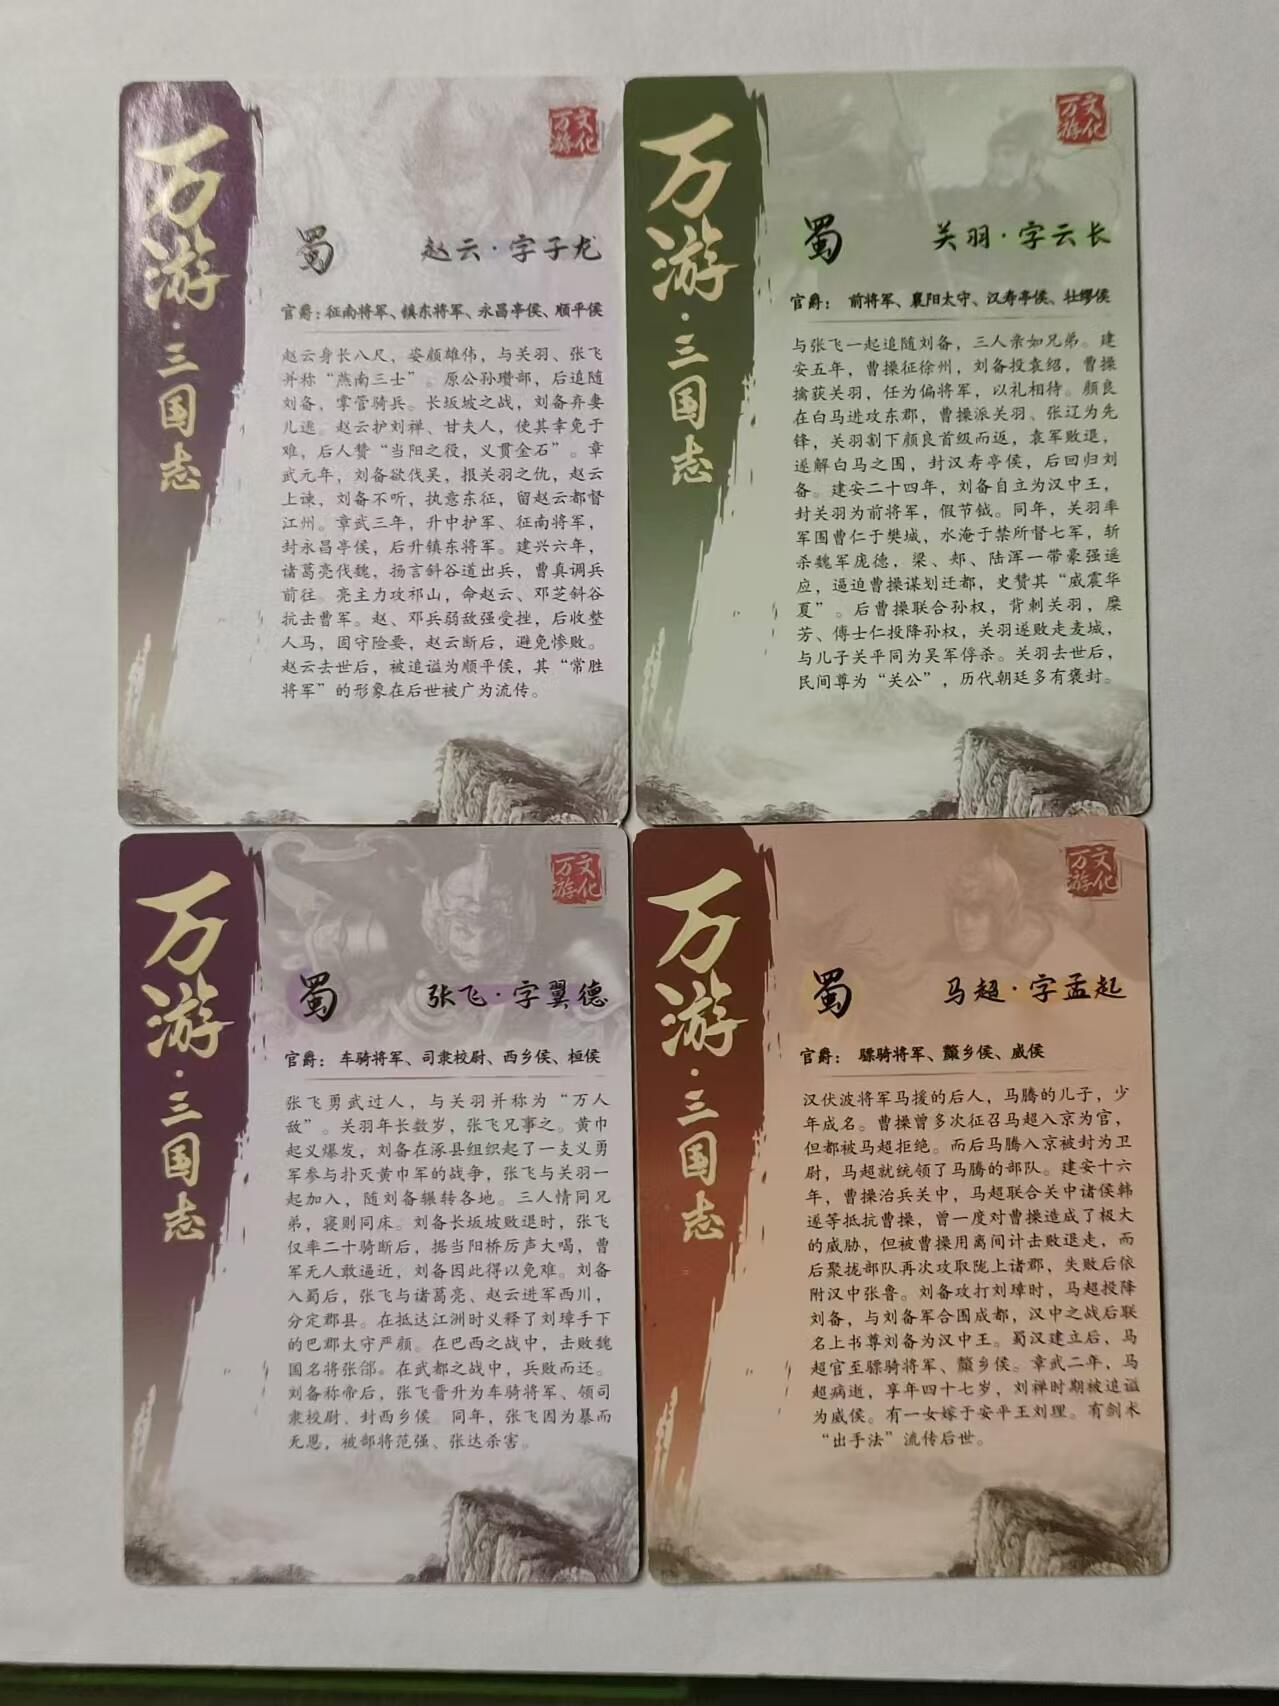 万游·三国志
万游文化
蜀
赵云·字子龙
官爵：征南将军、镇东将军、永昌亭侯、顺平侯
赵云身长八尺，姿颜雄伟，与关羽、张飞
并称“燕南三士”。原公孙瓒部，后追随
刘备，掌管骑兵。长坂坡之战，刘备弃妻
儿逃。赵云护刘禅、甘夫人，使其幸免于
难，后人赞“当阳之役，义贯金石”。章
武元年，刘备欲伐吴，报关羽之仇，赵云
上谏，刘备不听，执意东征，留赵云都督
江州。章武三年，升中护军、征南将军，
封永昌亭侯，后升镇东将军。建兴六年，
诸葛亮伐魏，扬言斜谷道出兵，曹真调兵
前往。亮主力攻祁山，命赵云、邓芝斜谷
抗击曹军。赵、邓兵弱敌强受挫，后收整
人马，固守险要，赵云断后，避免惨败。
赵云去世后，被追谥为顺平侯，其“常胜
将军”的形象在后世被广为流传。
万游·三国志
万游文化
蜀
关羽·字云长
官爵： 前将军、襄阳太守、汉寿亭侯、壮缪侯
与张飞一起追随刘备，三人亲如兄弟。建
安五年，曹操征徐州，刘备投袁绍，曹操
擒获关羽，任为偏将军，以礼相待。颜良
在白马进攻东郡，曹操派关羽、张辽为先
锋，关羽割下颜良首级而返，袁军败退，
遂解白马之围，封汉寿亭侯，后回归刘
备。建安二十四年，刘备自立为汉中王，
封关羽为前将军，假节钺。同年，关羽率
军围曹仁于樊城，水淹于禁所督七军，斩
杀魏军庞德，梁、郏、陆浑一带豪强遥
应，逼迫曹操谋划迁都，史赞其“威震华
夏”。后曹操联合孙权，背刺关羽，糜
芳、傅士仁投降孙权，关羽遂败走麦城，
与儿子关平同为吴军俘杀。关羽去世后，
民间尊为“关公”，历代朝廷多有褒封。
万游·三国志
万游文化
蜀
张飞·字翼德
官爵： 车骑将军、司隶校尉、西乡侯、桓侯
张飞勇武过人，与关羽并称为“万人
敌”。关羽年长数岁，张飞兄事之。黄巾
起义爆发，刘备在涿县组织起了一支义勇
军参与扑灭黄巾军的战争，张飞与关羽一
起加入，随刘备辗转各地。三人情同兄
弟，寝则同床。刘备长坂坡败退时，张飞
仅率二十骑断后，据当阳桥厉声大喝，曹
军无人敢逼近，刘备因此得以免难。刘备
入蜀后，张飞与诸葛亮、赵云进军西川，
分定郡县。在抵达江洲时义释了刘璋手下
的巴郡太守严颜。在巴西之战中，击败魏
国名将张郃。在武都之战中，兵败而还。
刘备称帝后，张飞晋升为车骑将军、领司
隶校尉、封西乡侯。同年，张飞因为暴而
无恩，被部将范强、张达杀害。
万游·三国志
万游文化
蜀
马超·字孟起
官爵： 骠骑将军、斄乡侯、威侯
汉伏波将军马援的后人，马腾的儿子，少
年成名。曹操曾多次征召马超入京为官，
但都被马超拒绝。而后马腾入京被封为卫
尉，马超就统领了马腾的部队。建安十六
年，曹操治兵关中，马超联合关中诸侯韩
遂等抵抗曹操，曾一度对曹操造成了极大
的威胁，但被曹操用离间计击败退走，而
后聚拢部队再次攻取陇上诸郡，失败后依
附汉中张鲁。刘备攻打刘璋时，马超投降
刘备，与刘备军合围成都，汉中之战后联
名上书尊刘备为汉中王。蜀汉建立后，马
超官至骠骑将军、斄乡侯。章武二年，马
超病逝，享年四十七岁，刘禅时期被追谥
为威侯。有一女嫁于安平王刘理。有剑术
“出手法”流传后世。